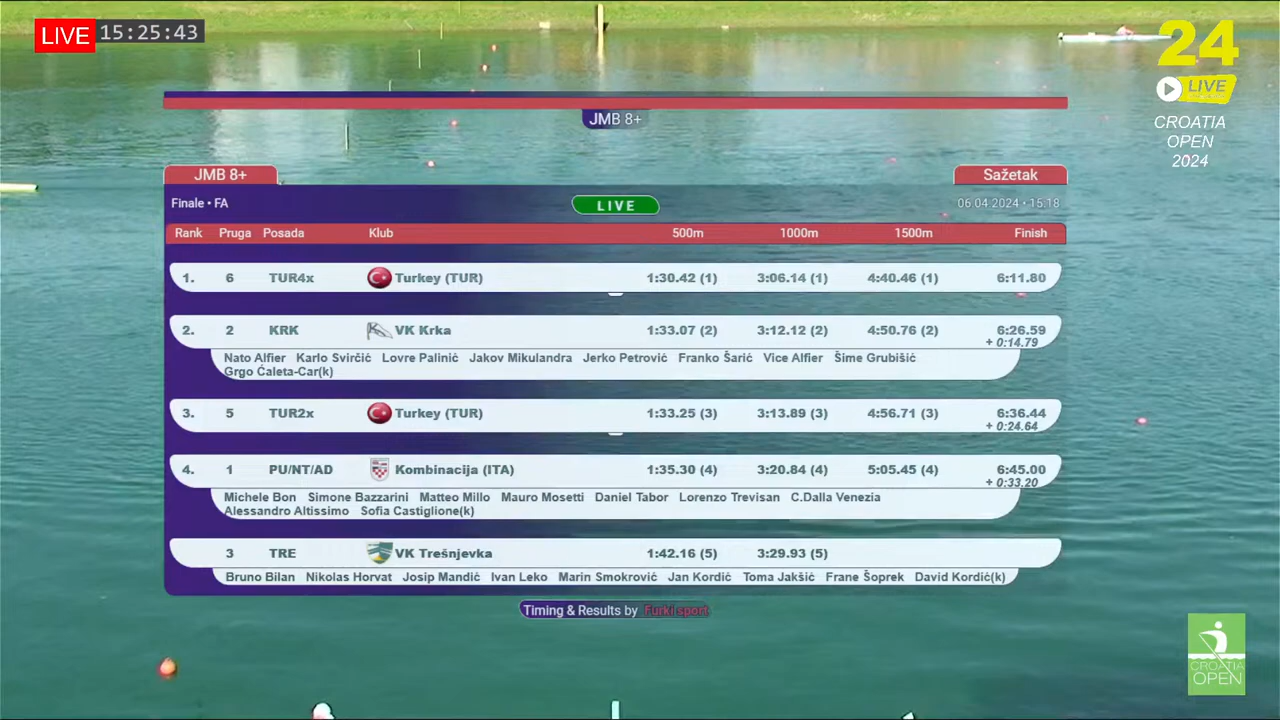 LIVE 15:25:43
24
LIVE
CROATIA
OPEN
2024
JMB 8+
JMB 8+ Sažetak
Finale • FA LIVE 06.04.2024 • 15:18
Rank Pruga Posada Klub 500m 1000m 1500m Finish
1. 6 TUR4x Turkey (TUR) 1:30.42 (1) 3:06.14 (1) 4:40.46 (1) 6:11.80
2. 2 KRK VK Krka 1:33.07 (2) 3:12.12 (2) 4:50.76 (2) 6:26.59
+ 0:14.79
Nato Alfier Karlo Svirčić Lovre Palinić Jakov Mikulandra Jerko Petrović Franko Šarić Vice Alfier Šime Grubišić
Grgo Ćaleta-Car(k)
3. 5 TUR2x Turkey (TUR) 1:33.25 (3) 3:13.89 (3) 4:56.71 (3) 6:36.44
+ 0:24.64
4. 1 PU/NT/AD Kombinacija (ITA) 1:35.30 (4) 3:20.84 (4) 5:05.45 (4) 6:45.00
+ 0:33.20
Michele Bon Simone Bazzarini Matteo Millo Mauro Mosetti Daniel Tabor Lorenzo Trevisan C.Dalla Venezia
Alessandro Altissimo Sofia Castiglione(k)
3 TRE VK Trešnjevka 1:42.16 (5) 3:29.93 (5)
Bruno Bilan Nikolas Horvat Josip Mandić Ivan Leko Marin Smokrović Jan Kordić Toma Jakšić Frane Šoprek David Kordić(k)
Timing & Results by Furki sport
CROATIA
OPEN